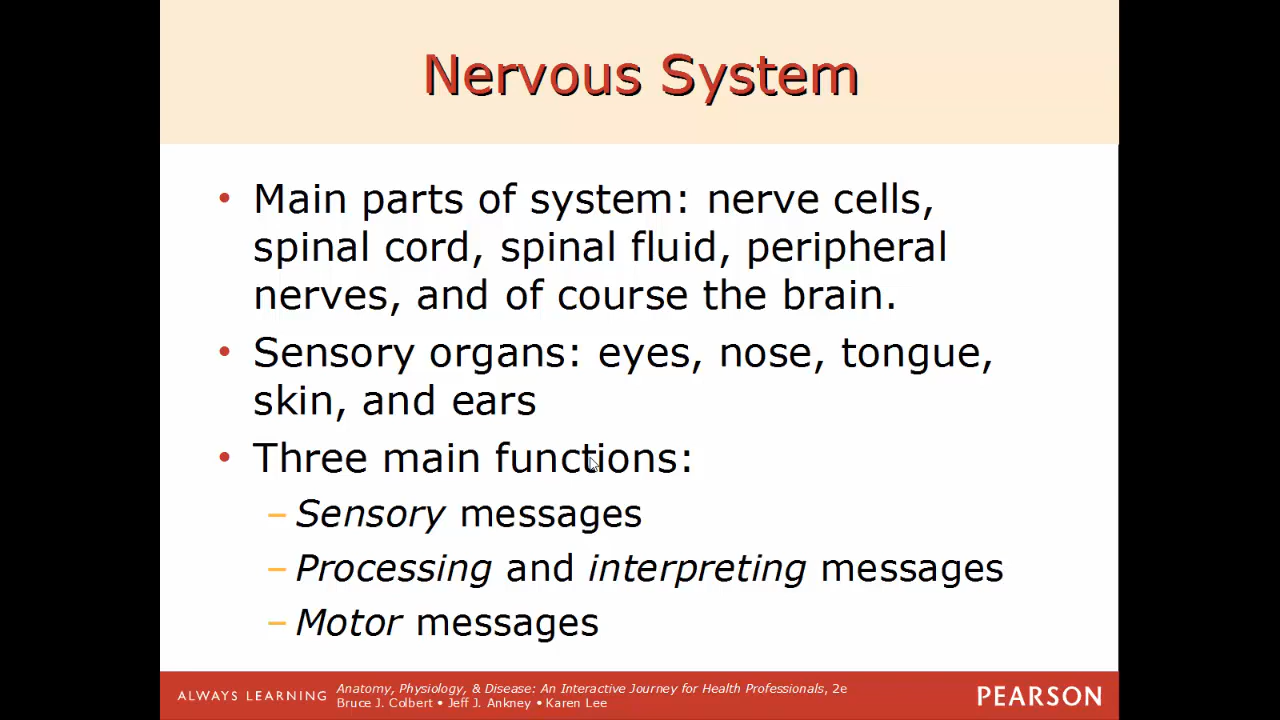 Nervous System
• Main parts of system: nerve cells,
spinal cord, spinal fluid, peripheral
nerves, and of course the brain.
• Sensory organs: eyes, nose, tongue,
skin, and ears
• Three main functions:
– Sensory messages
– Processing and interpreting messages
– Motor messages
ALWAYS LEARNING
Anatomy, Physiology, & Disease: An Interactive Journey for Health Professionals, 2e
Bruce J. Colbert • Jeff J. Ankney • Karen Lee
PEARSON